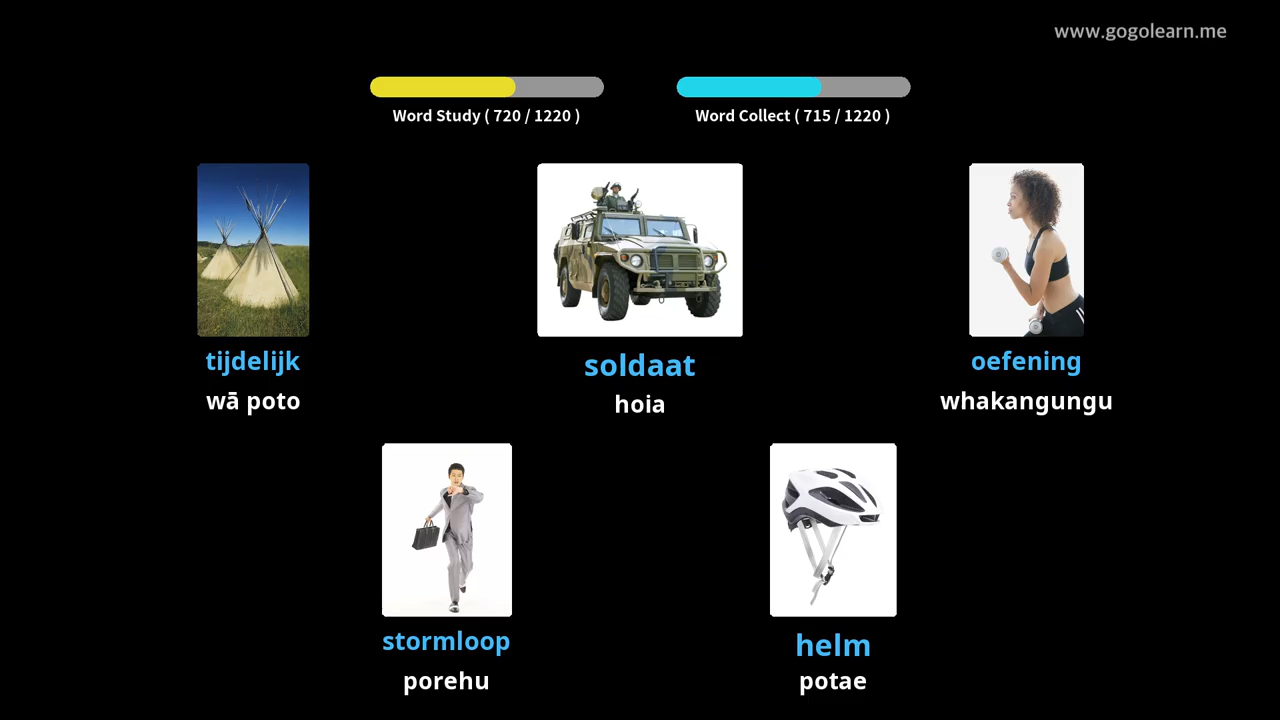 www.gogolearn.me
Word Study ( 720 / 1220 )
Word Collect ( 715 / 1220 )
tijdelijk
wā poto
soldaat
hoia
oefening
whakangungu
stormloop
porehu
helm
potae